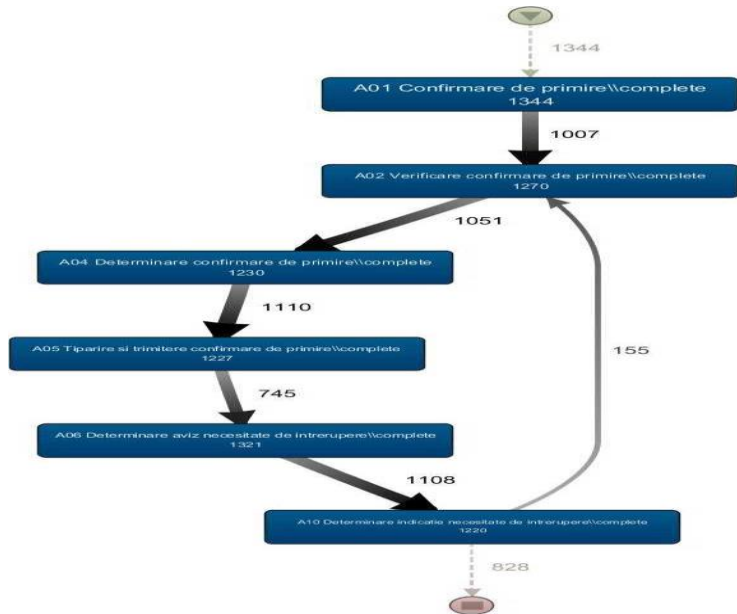 1344
A01 Confirmare de primire\\complete
1344
1007
A02 Verificare confirmare de primire\\complete
1270
1051
A04 Determinare confirmare de primire\\complete
1230
1110
A05 Tiparire si trimitere confirmare de primire\\complete
1227
155
745
A06 Determinare aviz necesitate de intrerupere\\complete
1321
1108
A10 Determinare indicatie necesitate de intrerupere\\complete
1220
828